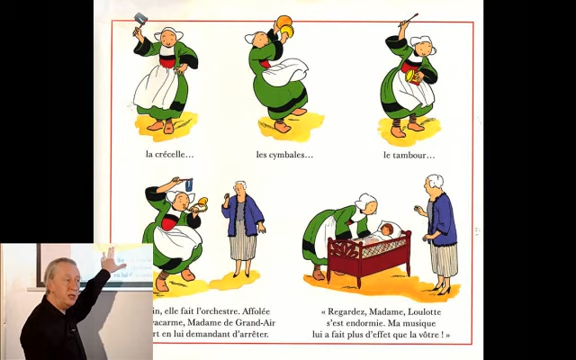 la crécelle...
les cymbales...
le tambour...
in, elle fait l'orchestre. Affolée
acarme, Madame de Grand-Air
rt en lui demandant d'arrêter.
« Regardez, Madame, Loulotte
s'est endormie. Ma musique
lui a fait plus d'effet que la vôtre ! »